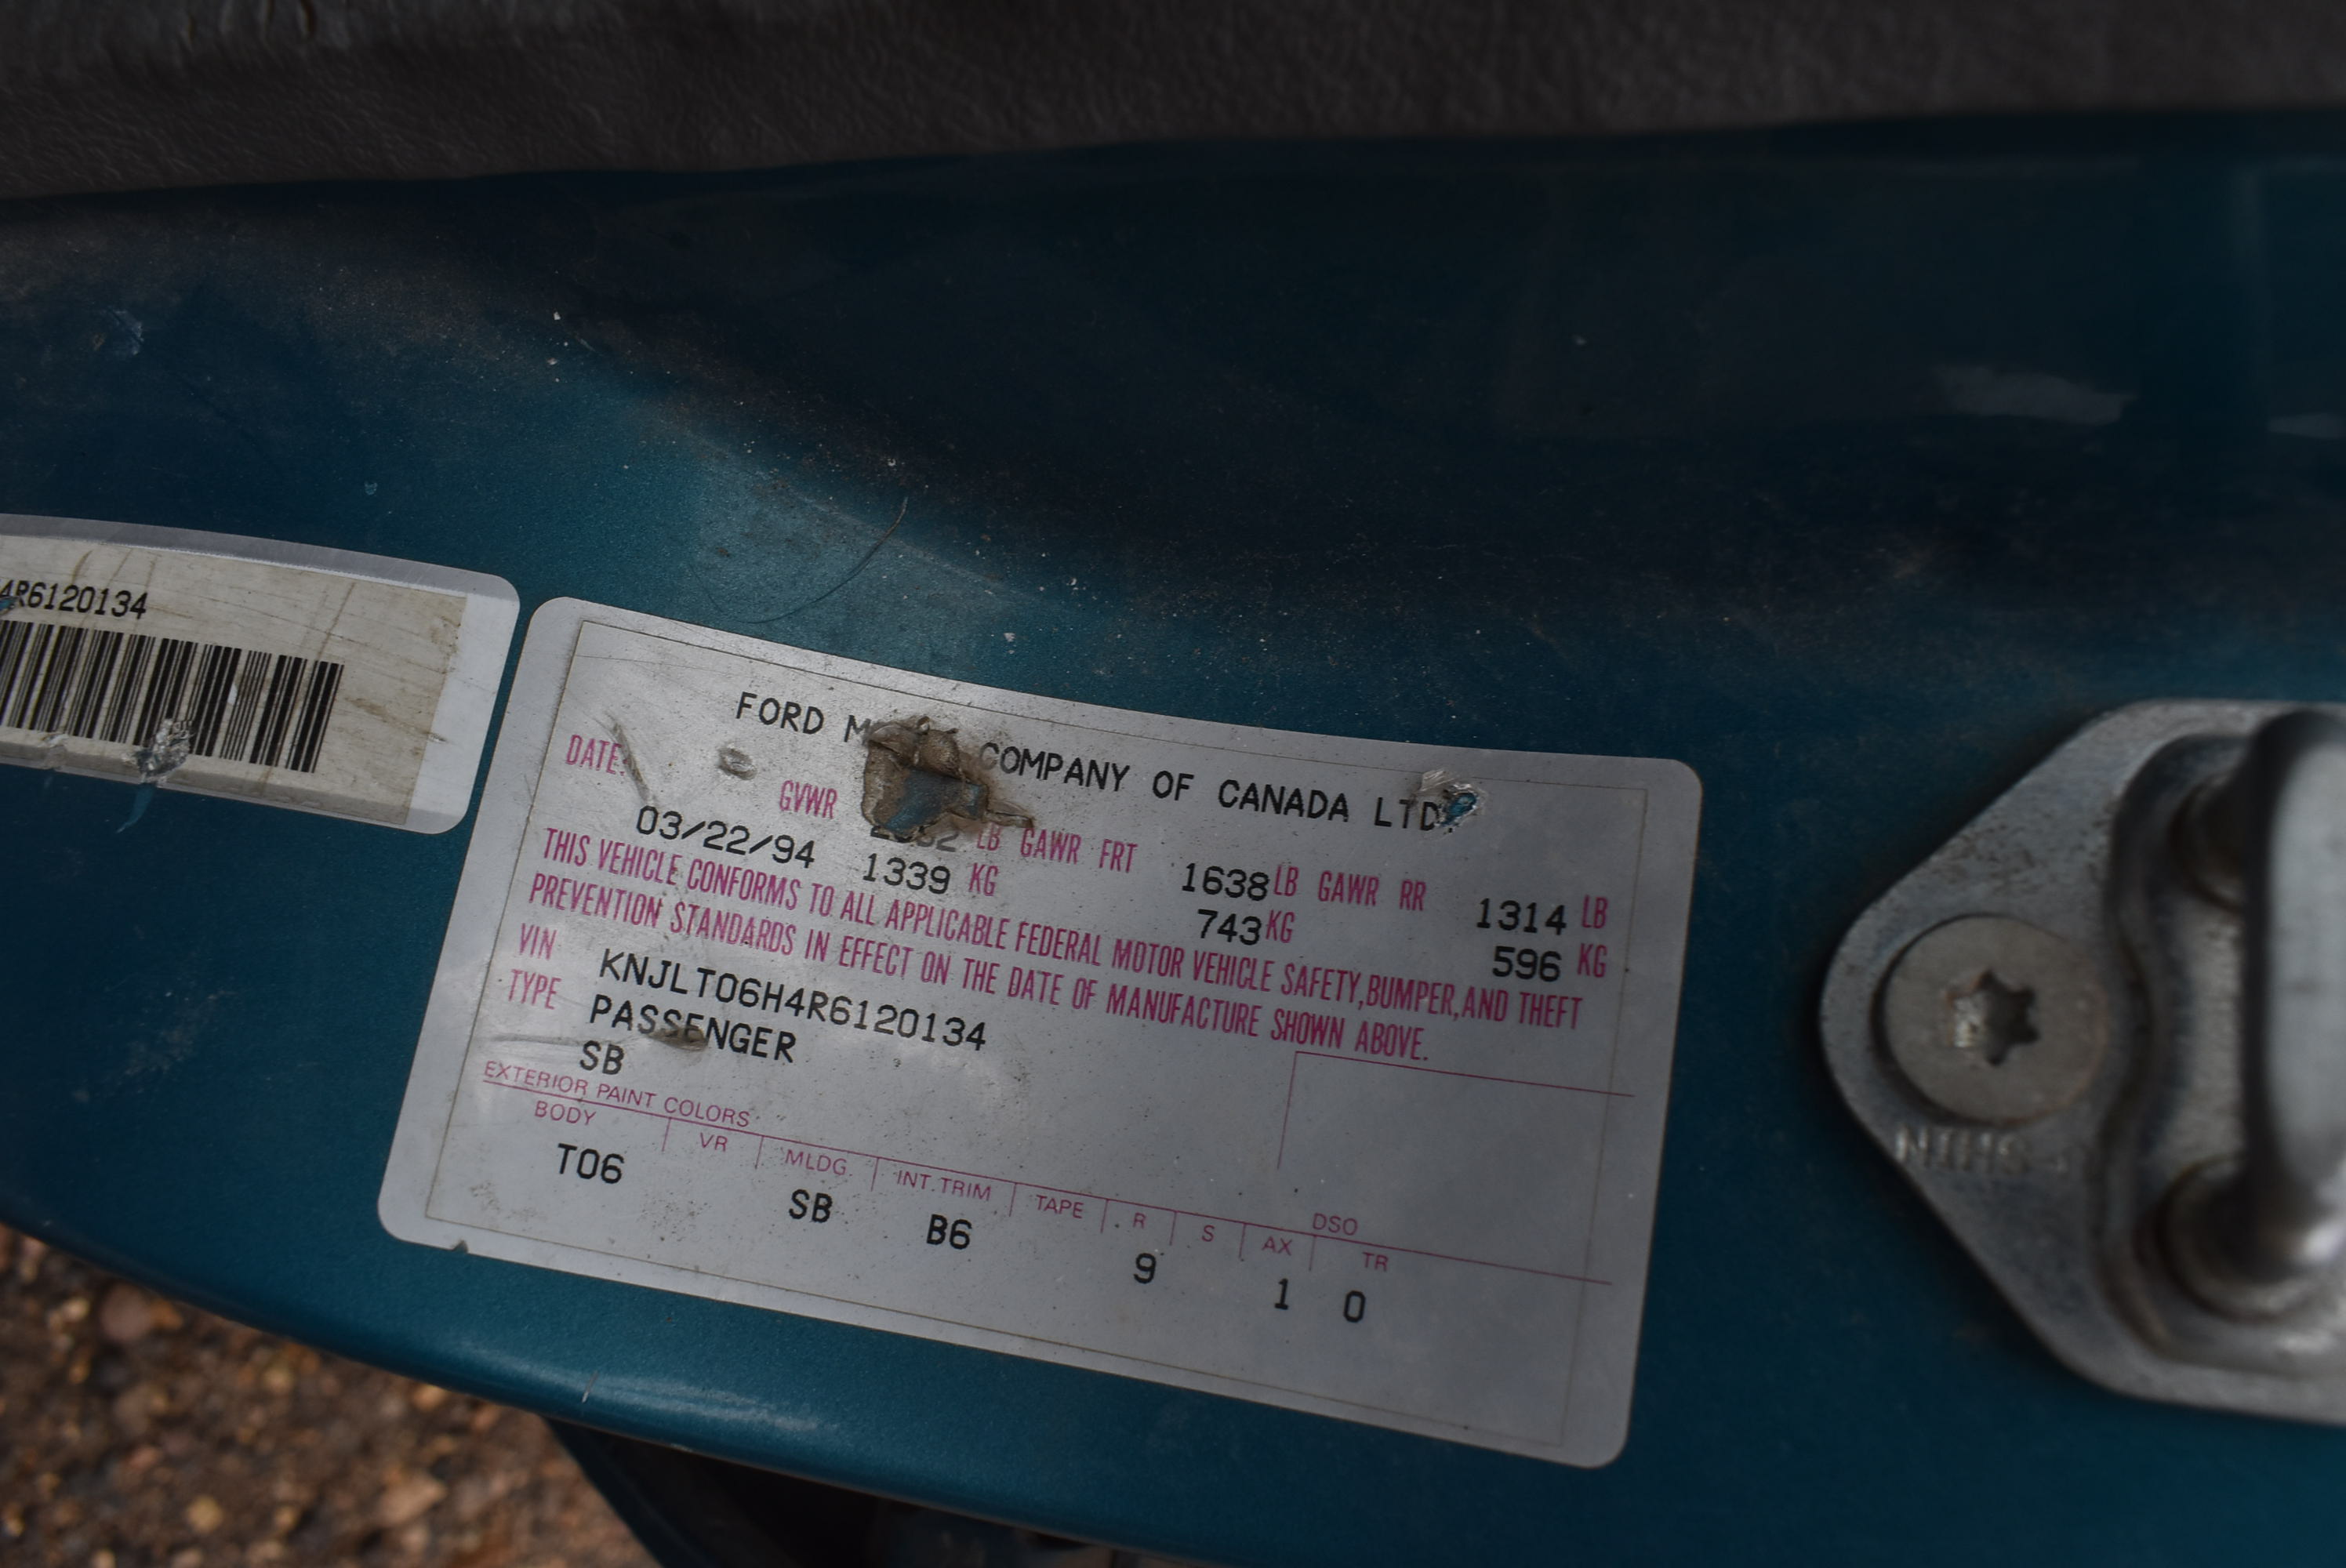 4R6120134
FORD COMPANY OF CANADA LTD.
DATE:
GVWR LB GAWR FRT 1638 LB GAWR RR 1314 LB
03/22/94 1339 KG 743 KG 596 KG
THIS VEHICLE CONFORMS TO ALL APPLICABLE FEDERAL MOTOR VEHICLE SAFETY, BUMPER, AND THEFT
PREVENTION STANDARDS IN EFFECT ON THE DATE OF MANUFACTURE SHOWN ABOVE.
VIN KNJLT06H4R6120134
TYPE PASSENGER
SB
EXTERIOR PAINT COLORS
DSO
BODY VR MLDG. INT. TRIM TAPE R S AX TR
T06 SB B6 9 1 0